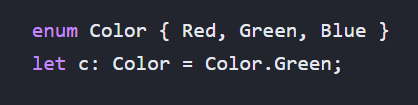 enum Color { Red, Green, Blue }
let c: Color = Color.Green;